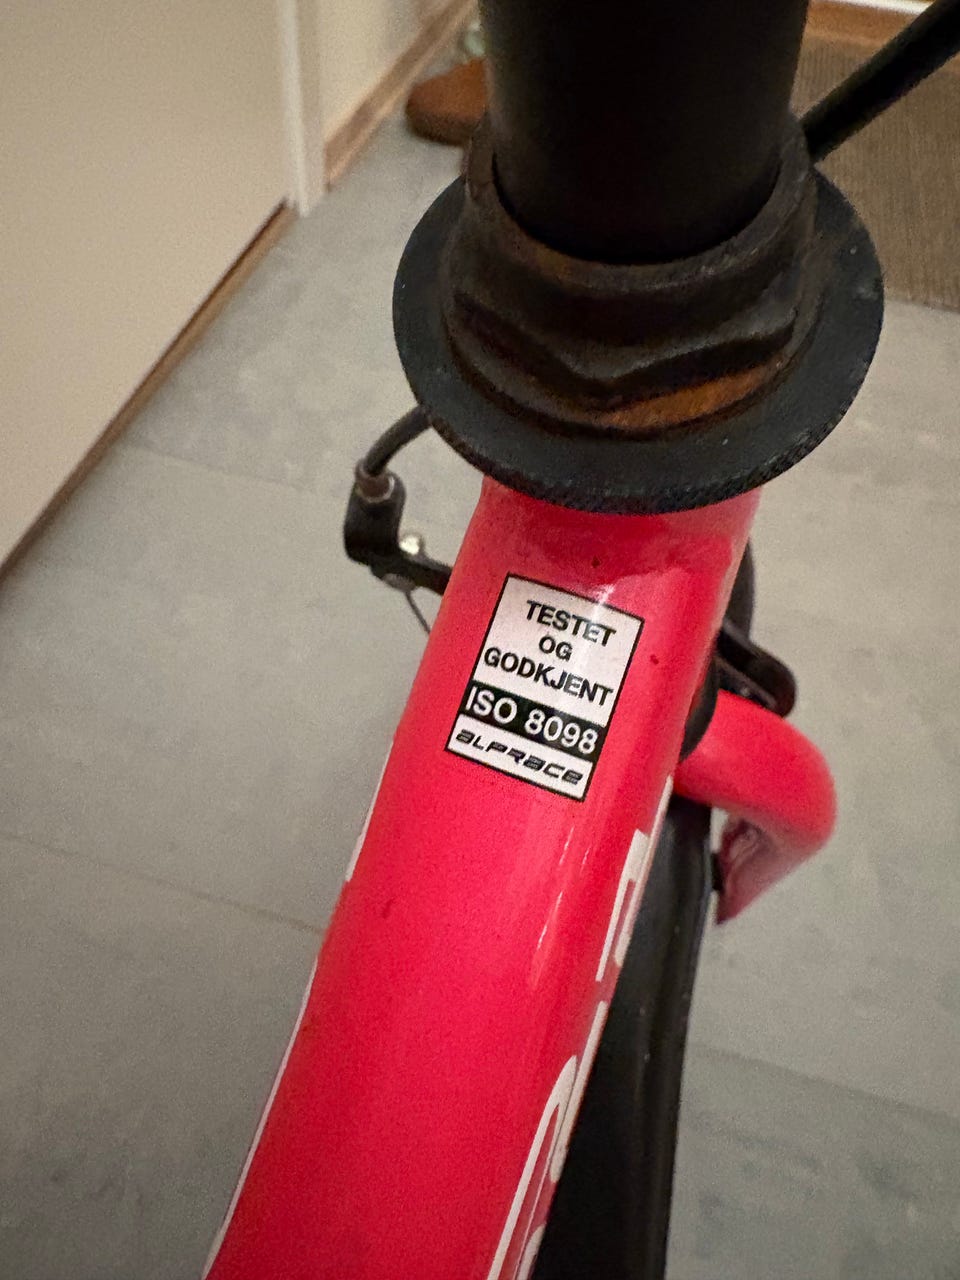 TESTET
OG
GODKJENT
ISO 8098
ALPRACE